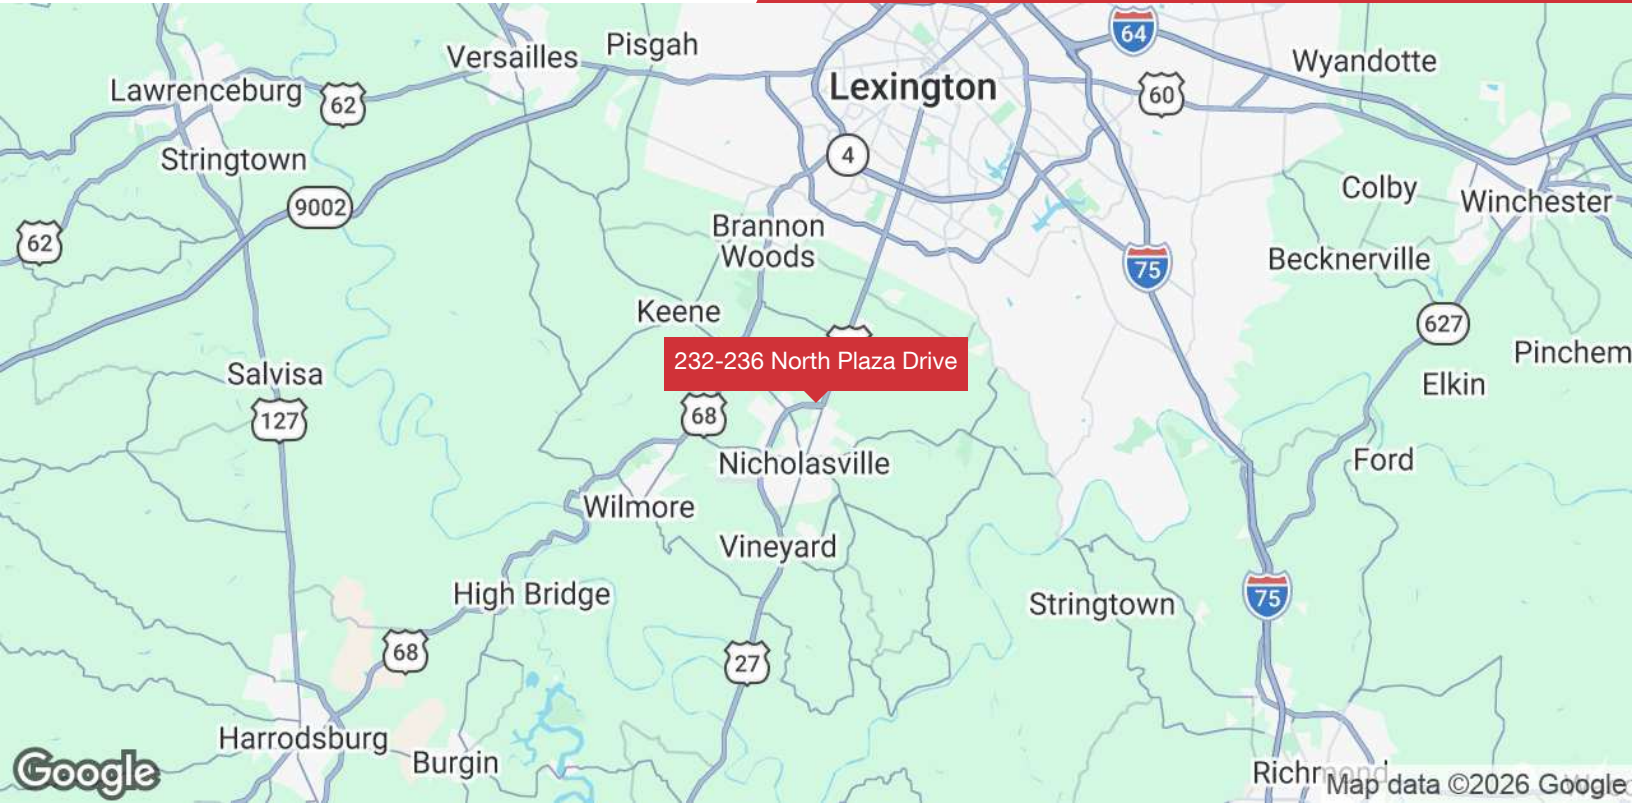 Pisgah
64
Versailles
Wyandotte
Lawrenceburg
62
Lexington
60
Stringtown
4
Colby
Winchester
9002
Brannon
Woods
62
Becknerville
75
Keene
627
Pinchem
232-236 North Plaza Drive
Salvisa
Elkin
127
68
Nicholasville
Ford
Wilmore
Vineyard
High Bridge
Stringtown
75
68
27
Harrodsburg
Burgin
Google
Richmond
Map data ©2026 Google